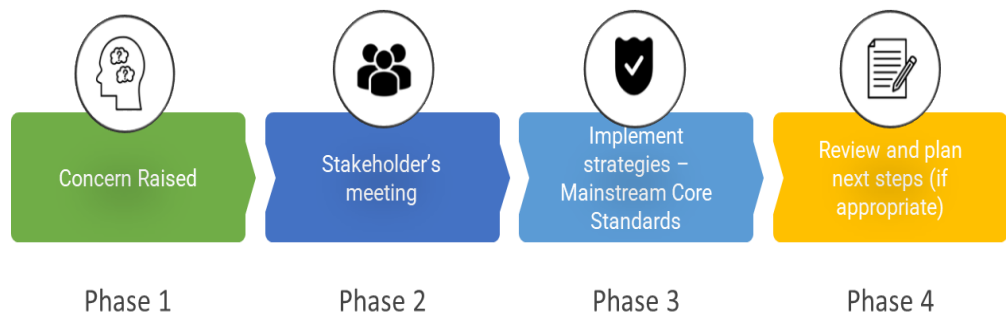 Concern Raised
Stakeholder's
meeting
Implement
strategies –
Mainstream Core
Standards
Review and plan
next steps (if
appropriate)
Phase 1
Phase 2
Phase 3
Phase 4